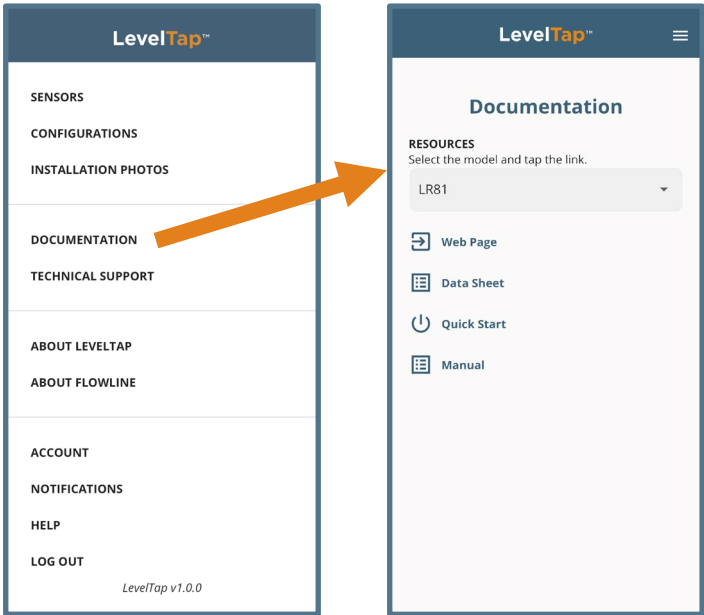 LevelTap™
SENSORS
CONFIGURATIONS
INSTALLATION PHOTOS
DOCUMENTATION
TECHNICAL SUPPORT
ABOUT LEVELTAP
ABOUT FLOWLINE
ACCOUNT
NOTIFICATIONS
HELP
LOG OUT
LevelTap v1.0.0
LevelTap™
Documentation
RESOURCES
Select the model and tap the link.
LR81
Web Page
Data Sheet
Quick Start
Manual